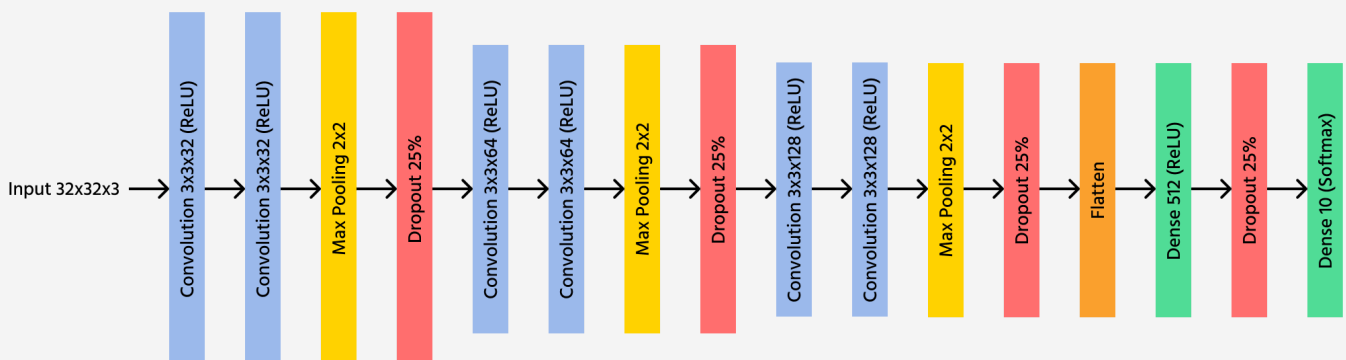 Input 32x32x3
Convolution 3x3x32 (ReLU)
Convolution 3x3x32 (ReLU)
Max Pooling 2x2
Dropout 25%
Convolution 3x3x64 (ReLU)
Convolution 3x3x64 (ReLU)
Max Pooling 2x2
Dropout 25%
Convolution 3x3x128 (ReLU)
Convolution 3x3x128 (ReLU)
Max Pooling 2x2
Dropout 25%
Flatten
Dense 512 (ReLU)
Dropout 25%
Dense 10 (Softmax)